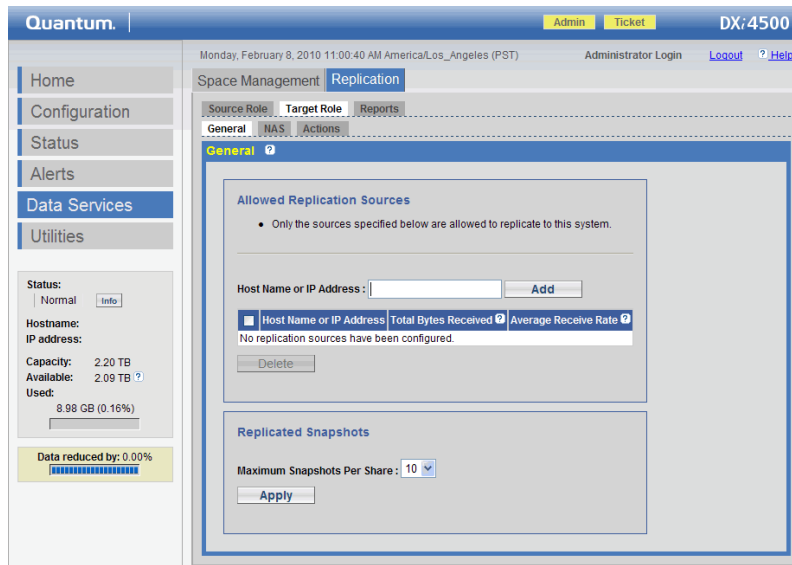 Quantum.
Admin
Ticket
DXi4500
Monday, February 8, 2010 11:00:40 AM America/Los_Angeles (PST)
Administrator Login
Logout
? Help
Home
Configuration
Status
Alerts
Data Services
Utilities
Status:
Normal
Info
Hostname:
IP address:
Capacity: 2.20 TB
Available: 2.09 TB ?
Used:
8.98 GB (0.16%)
Data reduced by: 0.00%
Space Management
Replication
Source Role
Target Role
Reports
General
NAS
Actions
General ?
Allowed Replication Sources
• Only the sources specified below are allowed to replicate to this system.
Host Name or IP Address :
Add
Host Name or IP Address
Total Bytes Received ?
Average Receive Rate ?
No replication sources have been configured.
Delete
Replicated Snapshots
Maximum Snapshots Per Share : 10
Apply